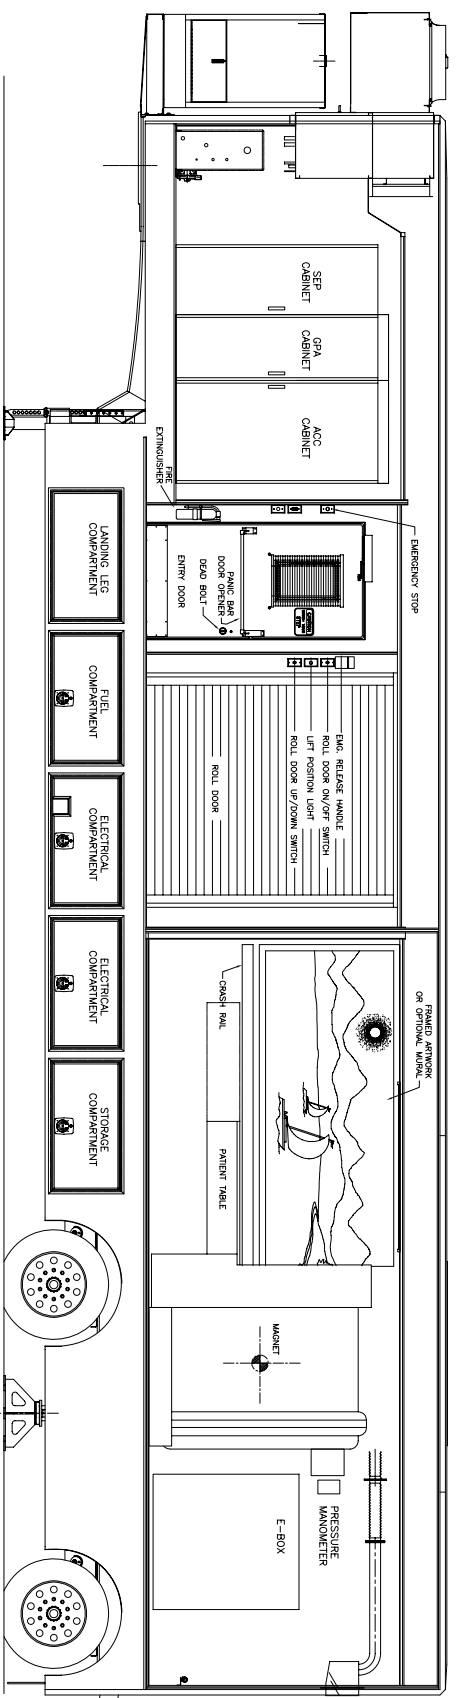 SEP
CABINET
GPA
CABINET
ACC
CABINET
FIRE
EXTINGUISHER
EMERGENCY STOP
PANIC BAR
DOOR OPENER
DEAD BOLT
ENTRY DOOR
EMG. RELEASE HANDLE
ROLL DOOR ON/OFF SWITCH
LIFT POSITION LIGHT
ROLL DOOR UP/DOWN SWITCH
ROLL DOOR
FRAMED ARTWORK
OR OPTIONAL MURAL
CRASH RAIL
PATIENT TABLE
MAGNET
PRESSURE
MANOMETER
E-BOX
LANDING LEG
COMPARTMENT
FUEL
COMPARTMENT
ELECTRICAL
COMPARTMENT
ELECTRICAL
COMPARTMENT
STORAGE
COMPARTMENT